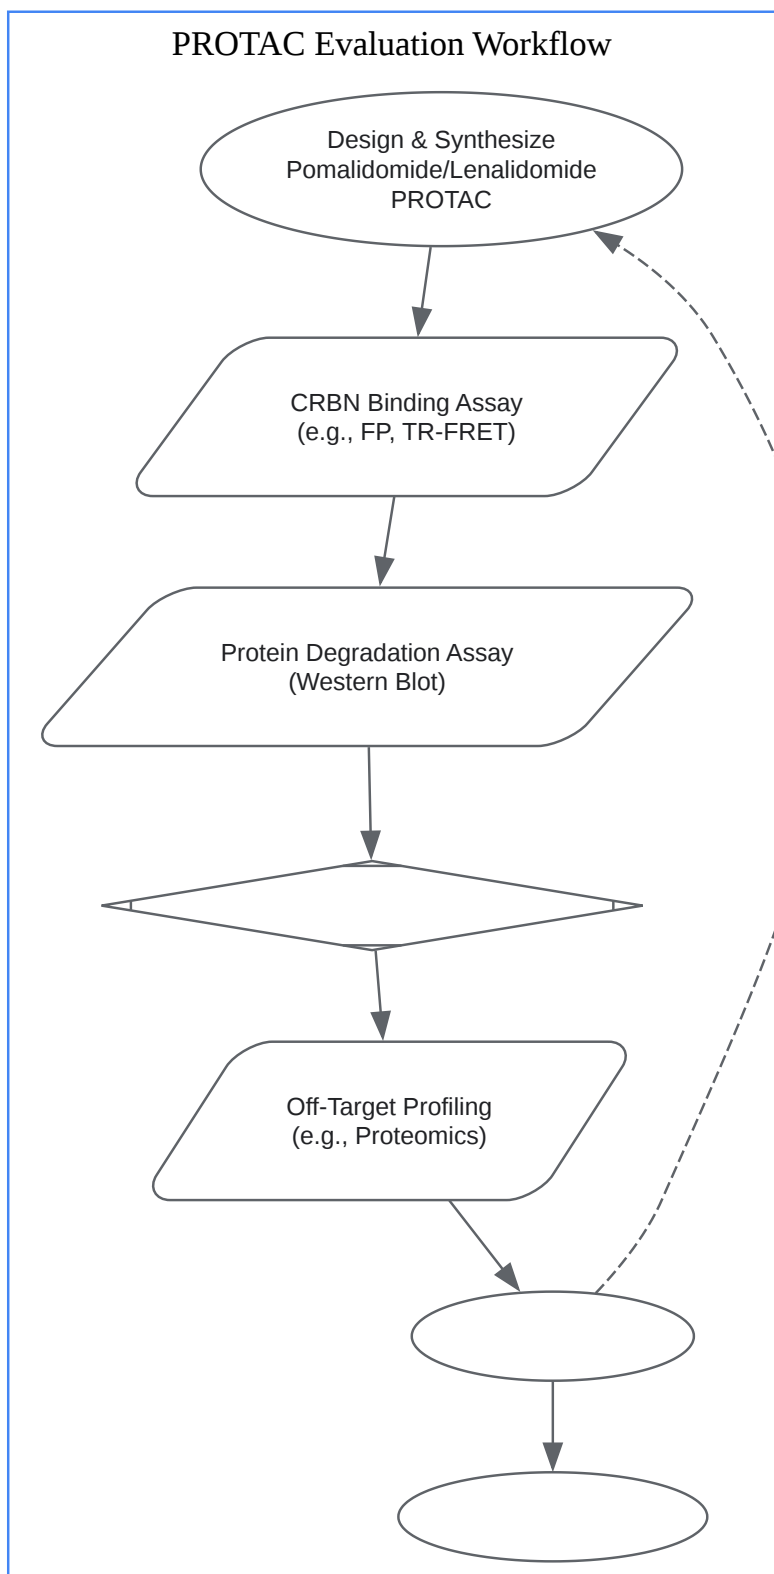 PROTAC Evaluation Workflow
Design & Synthesize
Pomalidomide/Lenalidomide
PROTAC
CRBN Binding Assay
(e.g., FP, TR-FRET)
Protein Degradation Assay
(Western Blot)
Off-Target Profiling
(e.g., Proteomics)